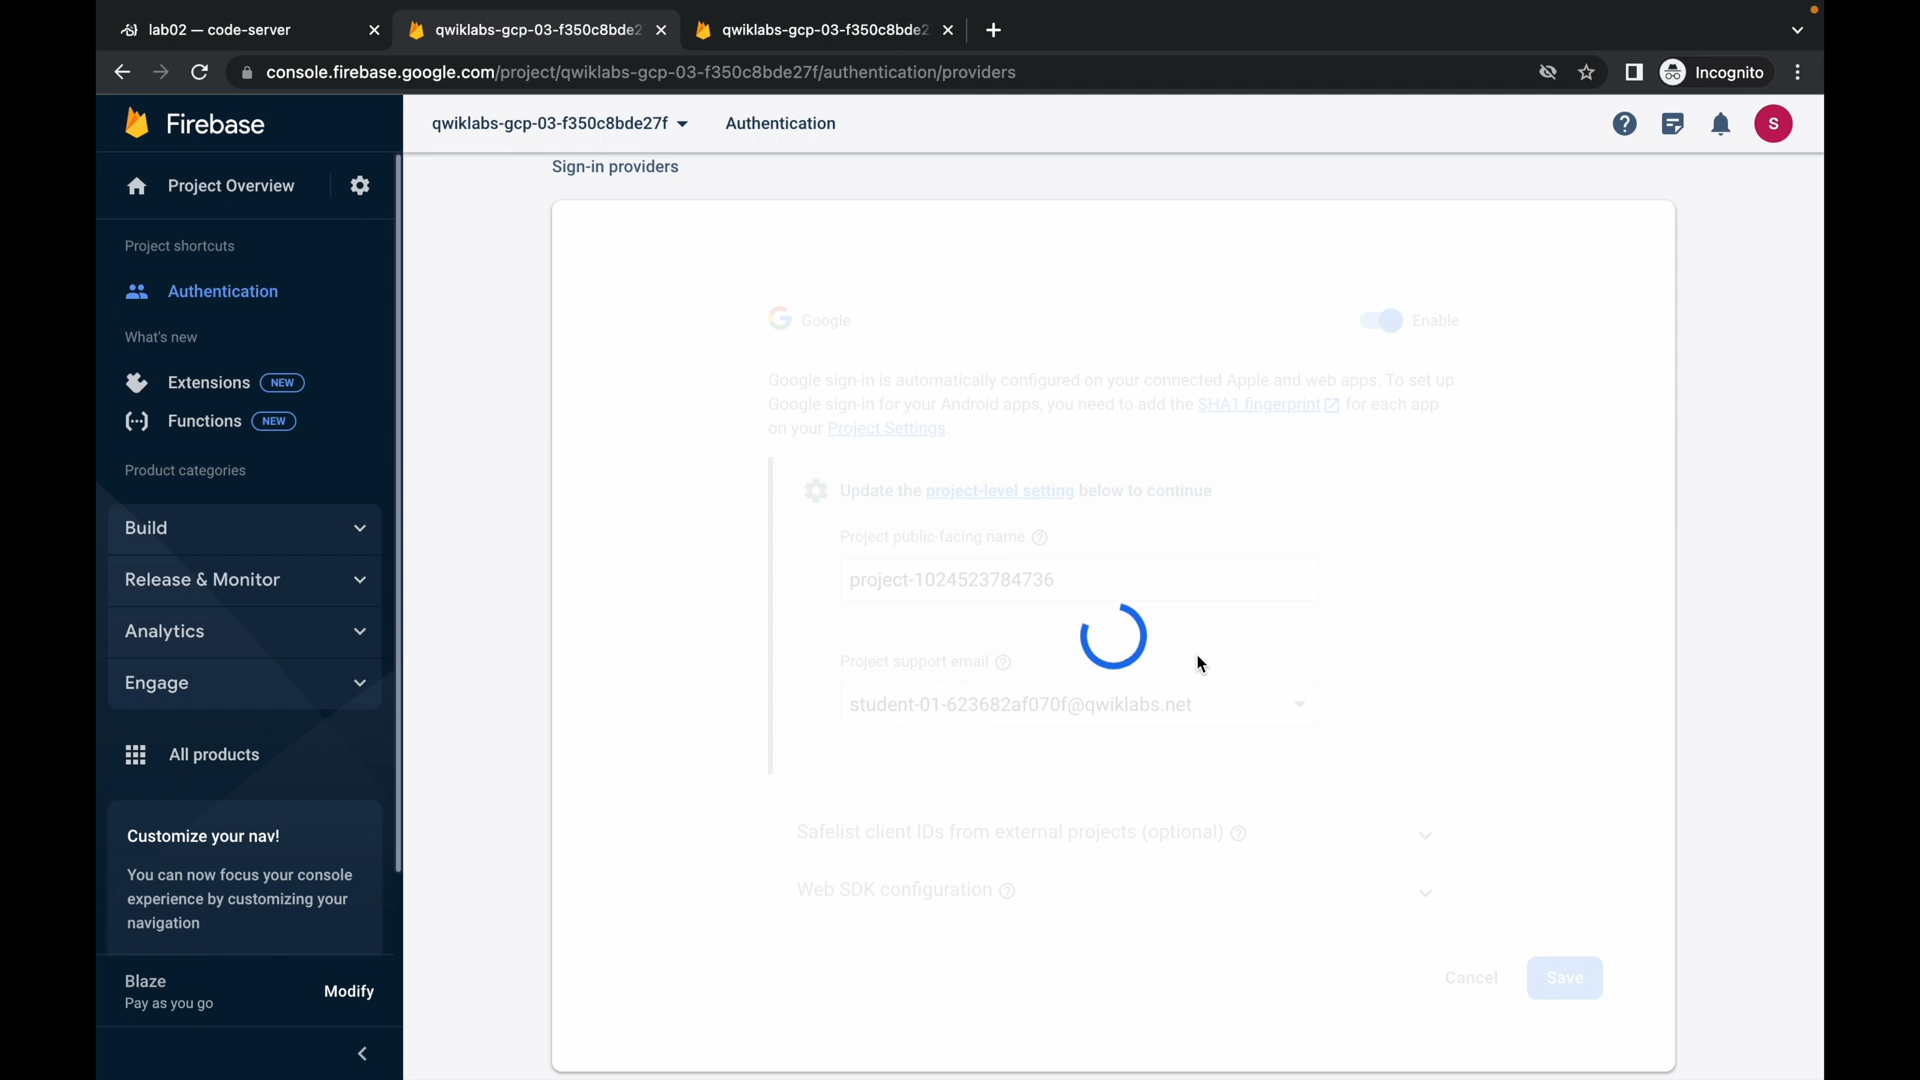 lab02 — code-server
qwiklabs-gcp-03-f350c8bde2
qwiklabs-gcp-03-f350c8bde2
console.firebase.google.com/project/qwiklabs-gcp-03-f350c8bde27f/authentication/providers
Incognito
Firebase
qwiklabs-gcp-03-f350c8bde27f
Authentication
S
Sign-in providers
Project Overview
Project shortcuts
Authentication
What's new
Extensions NEW
Functions NEW
Product categories
Build
Release & Monitor
Analytics
Engage
All products
Customize your nav!
You can now focus your console
experience by customizing your
navigation
Blaze
Pay as you go
Modify
Google
Enable
Google sign-in is automatically configured on your connected Apple and web apps. To set up
Google sign-in for your Android apps, you need to add the SHA1 fingerprint for each app
on your Project Settings.
Update the project-level setting below to continue
Project public-facing name
project-1024523784736
Project support email
student-01-623682af070f@qwiklabs.net
Safelist client IDs from external projects (optional)
Web SDK configuration
Cancel
Save